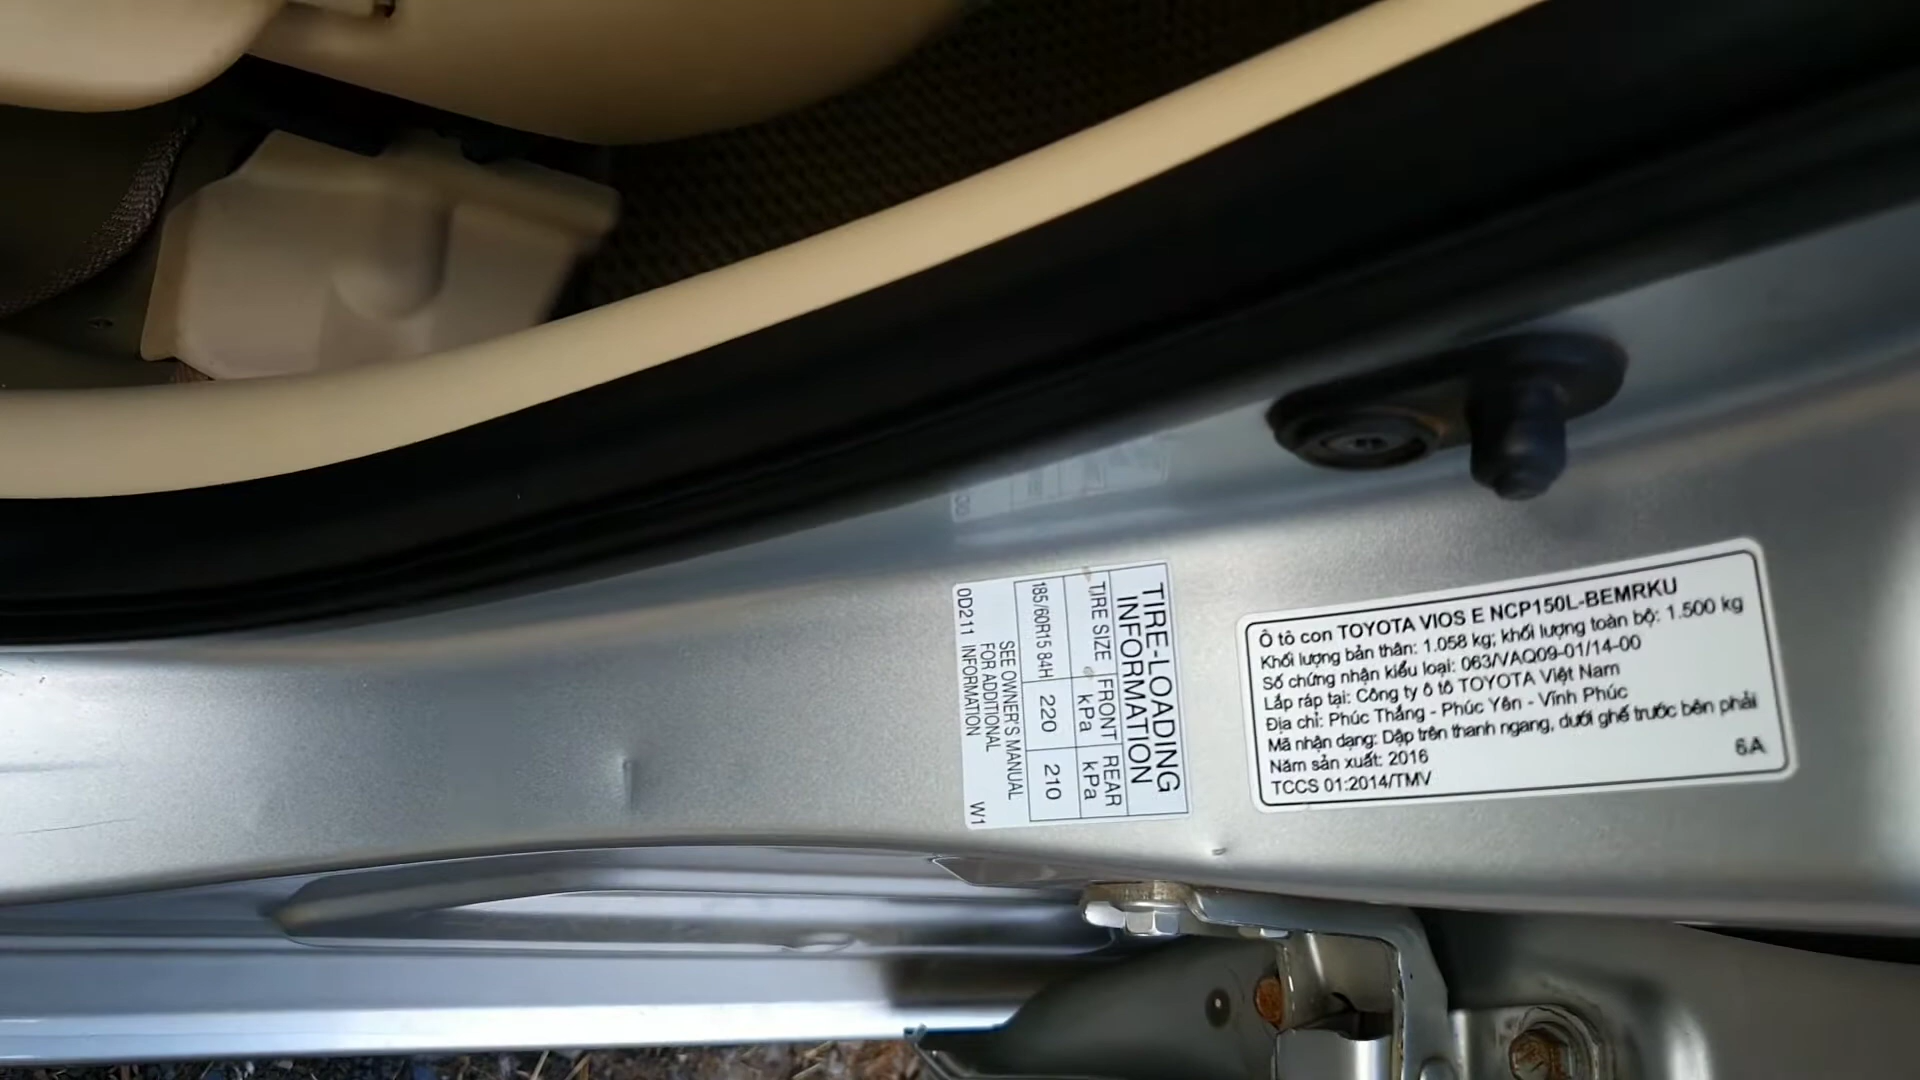 TIRE-LOADING
INFORMATION
TIRE SIZE FRONT kPa REAR kPa
185/60R15 84H 220 210
SEE OWNER'S MANUAL
FOR ADDITIONAL
INFORMATION
0D211 W1
Ô tô con TOYOTA VIOS E NCP150L-BEMRKU
Khối lượng bản thân: 1.058 kg; khối lượng toàn bộ: 1.500 kg
Số chứng nhận kiểu loại: 063/VAQ09-01/14-00
Lắp ráp tại: Công ty ô tô TOYOTA Việt Nam
Địa chỉ: Phúc Thắng - Phúc Yên - Vĩnh Phúc
Mã nhận dạng: Dập trên thanh ngang, dưới ghế trước bên phải
Năm sản xuất: 2016
TCCS 01:2014/TMV
6A